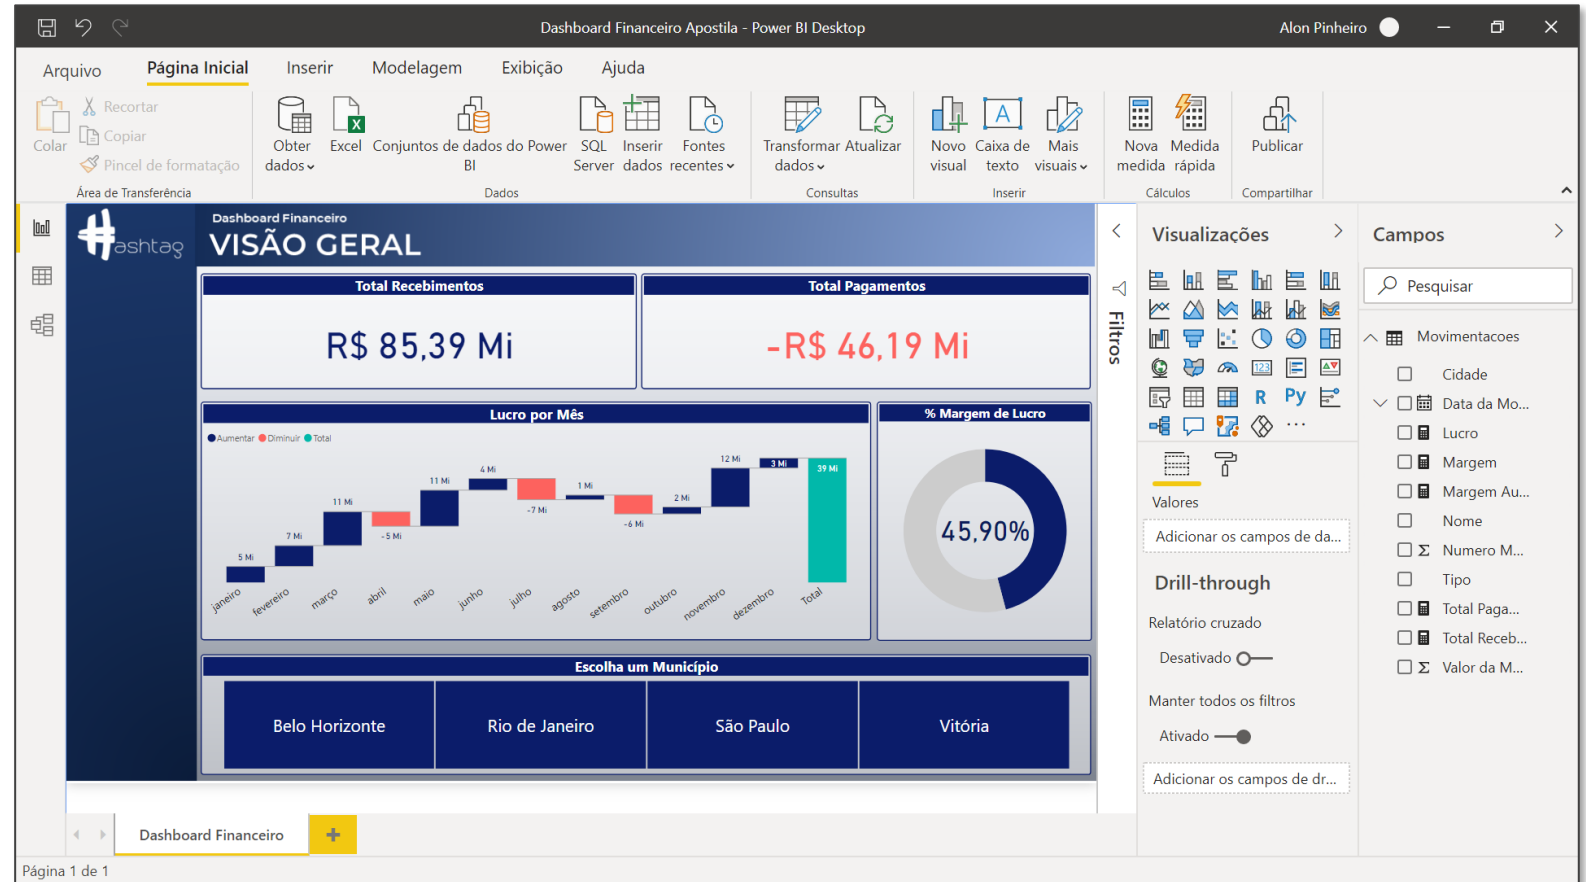 Dashboard Financeiro Apostila - Power BI Desktop
Alon Pinheiro
Arquivo
Página Inicial
Inserir
Modelagem
Exibição
Ajuda
Colar
Recortar
Copiar
Pincel de formatação
Área de Transferência
Obter
dados
Excel
Conjuntos de dados do Power
BI
SQL
Server
Inserir
dados
Fontes
recentes
Dados
Transformar
dados
Atualizar
Consultas
Novo
visual
Caixa de
texto
Mais
visuais
Inserir
Nova
medida
Medida
rápida
Cálculos
Publicar
Compartilhar
Hashtag
Dashboard Financeiro
VISÃO GERAL
Total Recebimentos
R$ 85,39 Mi
Total Pagamentos
-R$ 46,19 Mi
Lucro por Mês
Aumentar Diminuir Total
5 Mi
7 Mi
11 Mi
-5 Mi
11 Mi
4 Mi
-7 Mi
1 Mi
-6 Mi
2 Mi
12 Mi
3 Mi
39 Mi
janeiro
fevereiro
março
abril
maio
junho
julho
agosto
setembro
outubro
novembro
dezembro
Total
% Margem de Lucro
45,90%
Escolha um Município
Belo Horizonte
Rio de Janeiro
São Paulo
Vitória
Filtros
Visualizações
123
R
Py
...
Valores
Adicionar os campos de da...
Drill-through
Relatório cruzado
Desativado
Manter todos os filtros
Ativado
Adicionar os campos de dr...
Campos
Pesquisar
Movimentacoes
Cidade
Data da Mo...
Lucro
Margem
Margem Au...
Nome
Σ Numero M...
Tipo
Total Paga...
Total Receb...
Σ Valor da M...
Dashboard Financeiro
+
Página 1 de 1